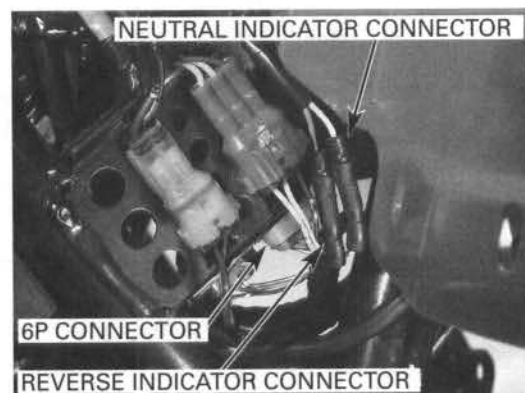 NEUTRAL INDICATOR CONNECTOR
6P CONNECTOR
REVERSE INDICATOR CONNECTOR